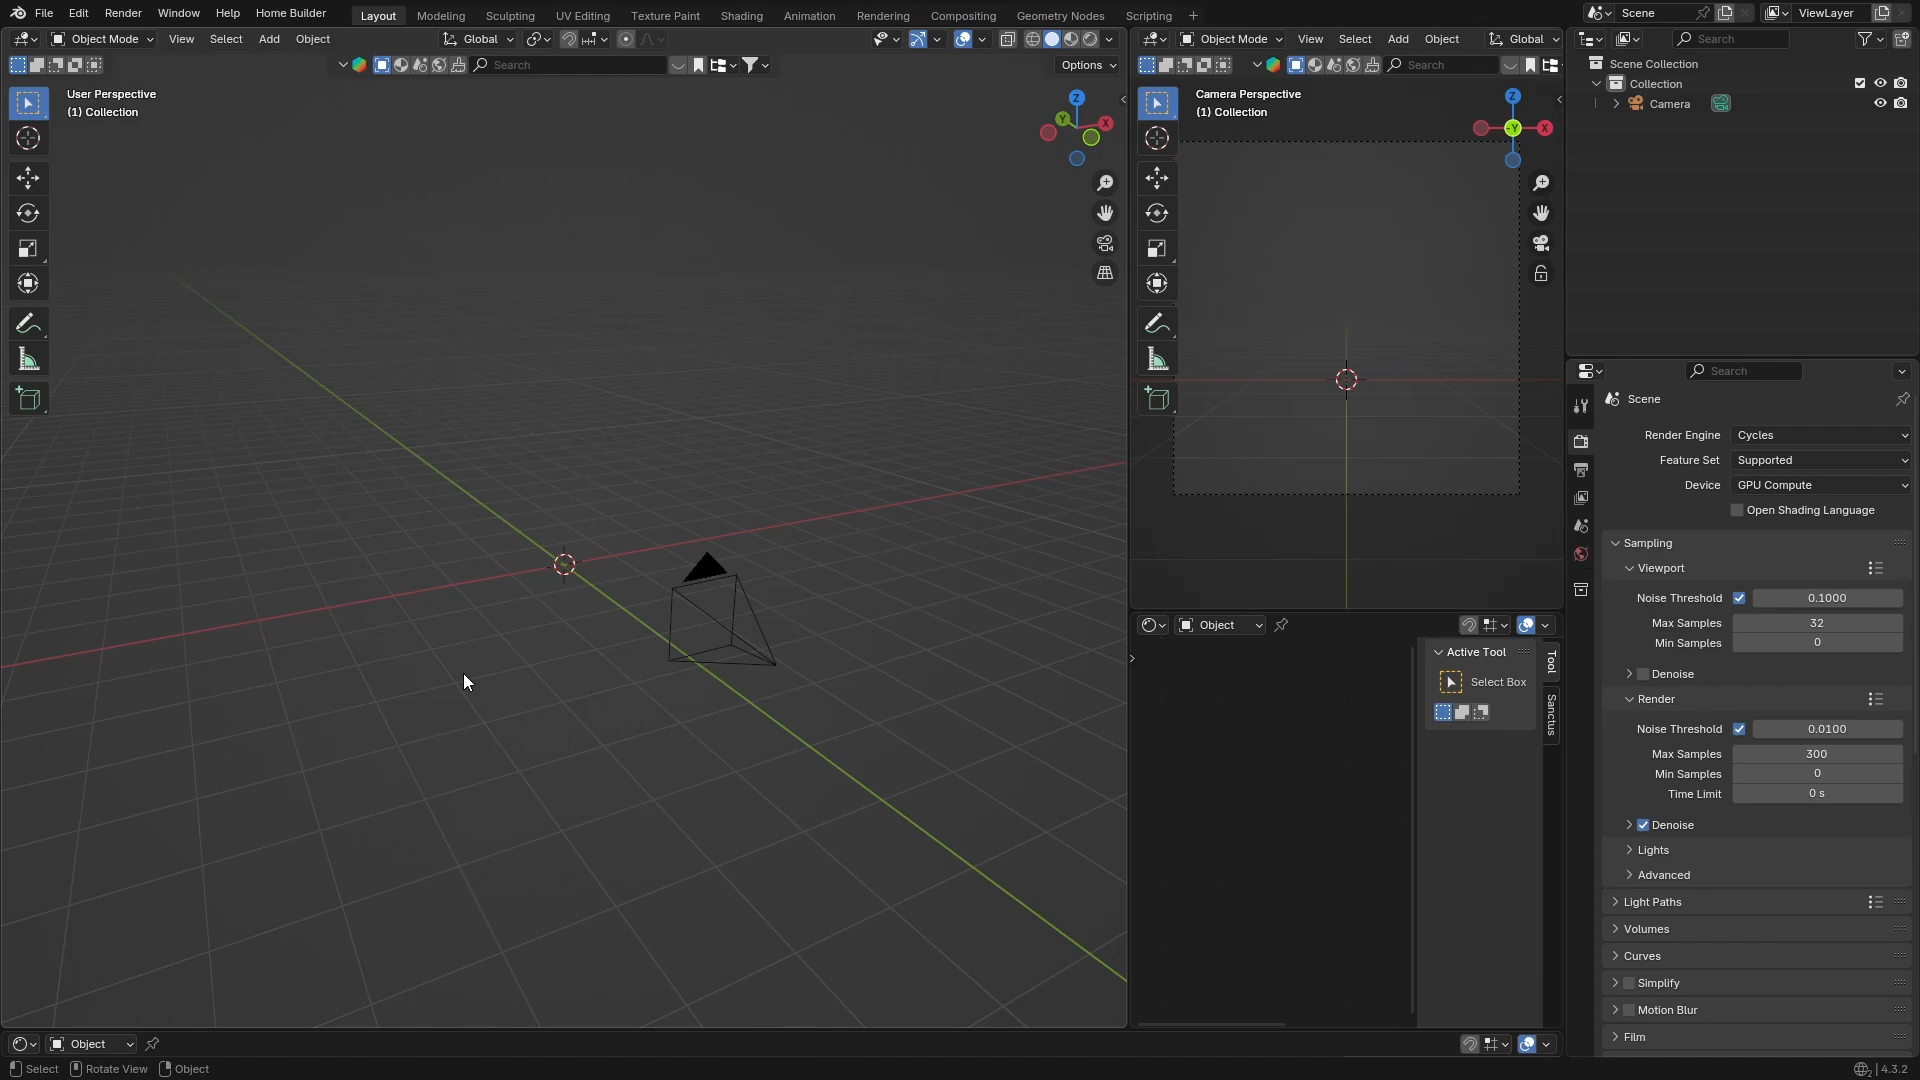 File Edit Render Window Help Home Builder Layout Modeling Sculpting UV Editing Texture Paint Shading Animation Rendering Compositing Geometry Nodes Scripting + Scene ViewLayer
Object Mode View Select Add Object Global
Search Options
User Perspective
(1) Collection
Z
Y
X
Object Mode View Select Add Object Global
Search
Camera Perspective
(1) Collection
Z
-Y
X
Object
Active Tool
Select Box
Tool
Sanctus
Search
Scene Collection
Collection
Camera
Search
Scene
Render Engine Cycles
Feature Set Supported
Device GPU Compute
Open Shading Language
Sampling
Viewport
Noise Threshold 0.1000
Max Samples 32
Min Samples 0
Denoise
Render
Noise Threshold 0.0100
Max Samples 300
Min Samples 0
Time Limit 0 s
Denoise
Lights
Advanced
Light Paths
Volumes
Curves
Simplify
Motion Blur
Film
Object
Select Rotate View Object 4.3.2